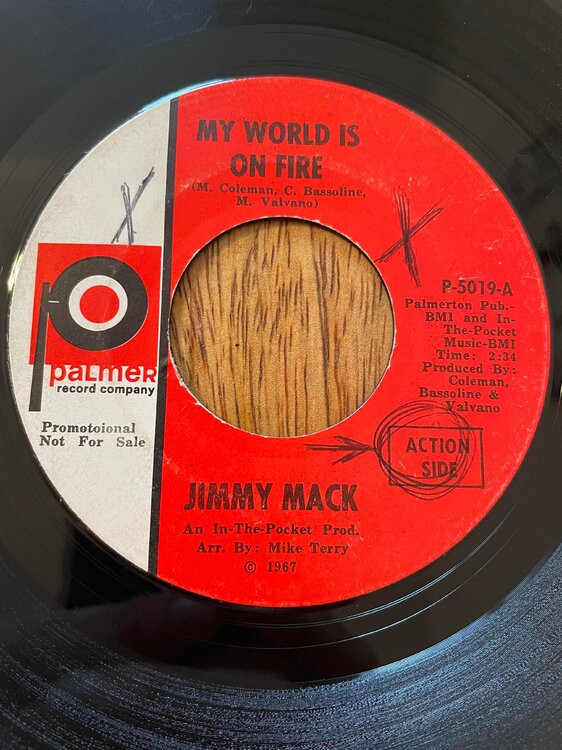 MY WORLD IS
ON FIRE
(M. Coleman, C. Bassoline,
M. Valvano)
P-5019-A
Palmerton Pub.-
BMI and In-
The-Pocket
Music-BMI
Time: 2:34
Produced By:
Coleman,
Bassoline &
Valvano
palmer
record company
Promotoional
Not For Sale
ACTION
SIDE
JIMMY MACK
An In-The-Pocket Prod.
Arr. By: Mike Terry
© 1967